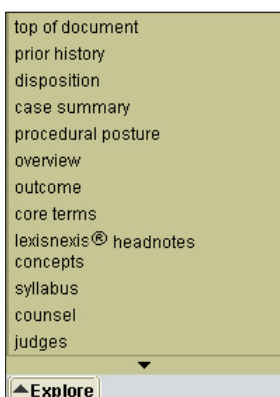 top of document
prior history
disposition
case summary
procedural posture
overview
outcome
core terms
lexisnexis® headnotes
concepts
syllabus
counsel
judges
Explore